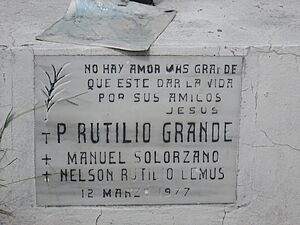 NO HAY AMOR MAS GRANDE
QUE ESTE DAR LA VIDA
POR SUS AMIGOS
JESUS
P RUTILIO GRANDE
MANUEL SOLORZANO
NELSON RUTILIO LEMUS
12 MARZO 1977